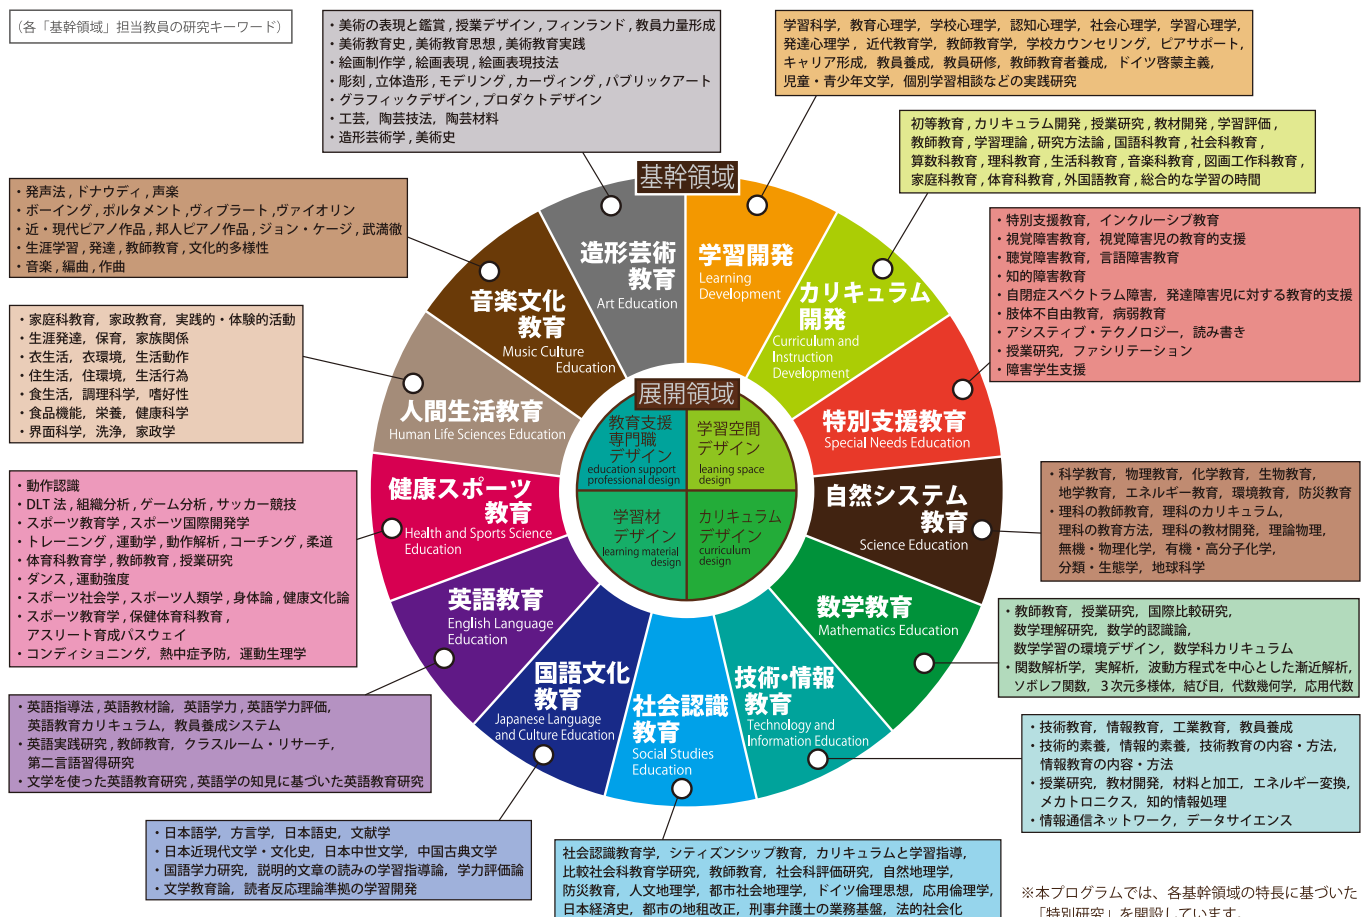 （各「基幹領域」担当教員の研究キーワード）
・美術の表現と鑑賞 , 授業デザイン , フィンランド , 教員力量形成
・美術教育史 , 美術教育思想 , 美術教育実践
・絵画制作学 , 絵画表現 , 絵画表現技法
・彫刻 , 立体造形 , モデリング , カーヴィング , パブリックアート
・グラフィックデザイン , プロダクトデザイン
・工芸,陶芸技法,陶芸材料
・造形芸術学 , 美術史
学習科学, 教育心理学, 学校心理学, 認知心理学, 社会心理学, 学習心理学,
発達心理学, 近代教育学, 教師教育学, 学校カウンセリング, ピアサポート,
キャリア形成, 教員養成, 教員研修, 教師教育者養成, ドイツ啓蒙主義,
児童・青少年文学, 個別学習相談などの実践研究
初等教育 , カリキュラム開発 , 授業研究 , 教材開発 , 学習評価 ,
教師教育 , 学習理論 , 研究方法論 , 国語科教育 , 社会科教育 ,
算数科教育 , 理科教育 , 生活科教育 , 音楽科教育 , 図画工作科教育 ,
家庭科教育 , 体育科教育 , 外国語教育 , 総合的な学習の時間
・特別支援教育, インクルーシブ教育
・視覚障害教育, 視覚障害児の教育的支援
・聴覚障害教育, 言語障害教育
・知的障害教育
・自閉症スペクトラム障害, 発達障害児に対する教育的支援
・肢体不自由教育, 病弱教育
・アシスティブ・テクノロジー, 読み書き
・授業研究, ファシリテーション
・障害学生支援
・科学教育, 物理教育, 化学教育, 生物教育,
地学教育, エネルギー教育, 環境教育, 防災教育
・理科の教師教育, 理科のカリキュラム,
理科の教育方法, 理科の教材開発, 理論物理,
無機・物理化学, 有機・高分子化学,
分類・生態学, 地球科学
・教師教育, 授業研究, 国際比較研究,
数学理解研究, 数学的認識論,
数学学習の環境デザイン, 数学科カリキュラム
・関数解析学, 実解析, 波動方程式を中心とした漸近解析,
ソボレフ関数, 3次元多様体, 結び目, 代数幾何学, 応用代数
・技術教育, 情報教育, 工業教育, 教員養成
・技術的素養, 情報的素養, 技術教育の内容・方法,
情報教育の内容・方法
・授業研究, 教材開発, 材料と加工, エネルギー変換,
メカトロニクス, 知的情報処理
・情報通信ネットワーク, データサイエンス
社会認識教育学, シティズンシップ教育, カリキュラムと学習指導,
比較社会科教育学研究, 教師教育, 社会科評価研究, 自然地理学,
防災教育, 人文地理学, 都市社会地理学, ドイツ倫理思想, 応用倫理学,
日本経済史, 都市の地租改正, 刑事弁護士の業務基盤, 法的社会化
・日本語学, 方言学, 日本語史, 文献学
・日本近現代文学・文化史, 日本中世文学, 中国古典文学
・国語学力研究, 説明的文章の読みの学習指導論, 学力評価論
・文学教育論, 読者反応理論準拠の学習開発
・英語指導法 , 英語教材論, 英語学力 , 英語学力評価,
英語教育カリキュラム, 教員養成システム
・英語実践研究 , 教師教育, クラスルーム・リサーチ,
第二言語習得研究
・文学を使った英語教育研究 , 英語学の知見に基づいた英語教育研究
・動作認識
・DLT 法 , 組織分析 , ゲーム分析 , サッカー競技
・スポーツ教育学 , スポーツ国際開発学
・トレーニング , 運動学 , 動作解析 , コーチング , 柔道
・体育科教育学 , 教師教育 , 授業研究
・ダンス , 運動強度
・スポーツ社会学 , スポーツ人類学 , 身体論 , 健康文化論
・スポーツ教育学 , 保健体育科教育 ,
アスリート育成パスウェイ
・コンディショニング, 熱中症予防, 運動生理学
・家庭科教育, 家政教育, 実践的・体験的活動
・生涯発達, 保育, 家族関係
・衣生活, 衣環境, 生活動作
・住生活, 住環境, 生活行為
・食生活, 調理科学, 嗜好性
・食品機能, 栄養, 健康科学
・界面科学, 洗浄, 家政学
・発声法 , ドナウディ , 声楽
・ボーイング , ポルタメント ,ヴィブラート ,ヴァイオリン
・近・現代ピアノ作品 , 邦人ピアノ作品 , ジョン・ケージ , 武満徹
・生涯学習 , 発達 , 教師教育 , 文化的多様性
・音楽 , 編曲 , 作曲
基幹領域
造形芸術
教育
Art Education
学習開発
Learning
Development
カリキュラム
開発
Curriculum and
Instruction
Development
特別支援教育
Special Needs Education
自然システム
教育
Science Education
数学教育
Mathematics Education
技術・情報
教育
Technology and
Information Education
社会認識
教育
Social Studies
Education
国語文化
教育
Japanese Language
and Culture Education
英語教育
English Language
Education
健康スポーツ
教育
Health and Sports Science
Education
人間生活教育
Human Life Sciences Education
音楽文化
教育
Music Culture
Education
展開領域
教育支援
専門職
デザイン
education support
professional design
学習空間
デザイン
leaning space
design
学習材
デザイン
learning material
design
カリキュラム
デザイン
curriculum
design
※本プログラムでは、各基幹領域の特長に基づいた
「特別研究」を開設しています。